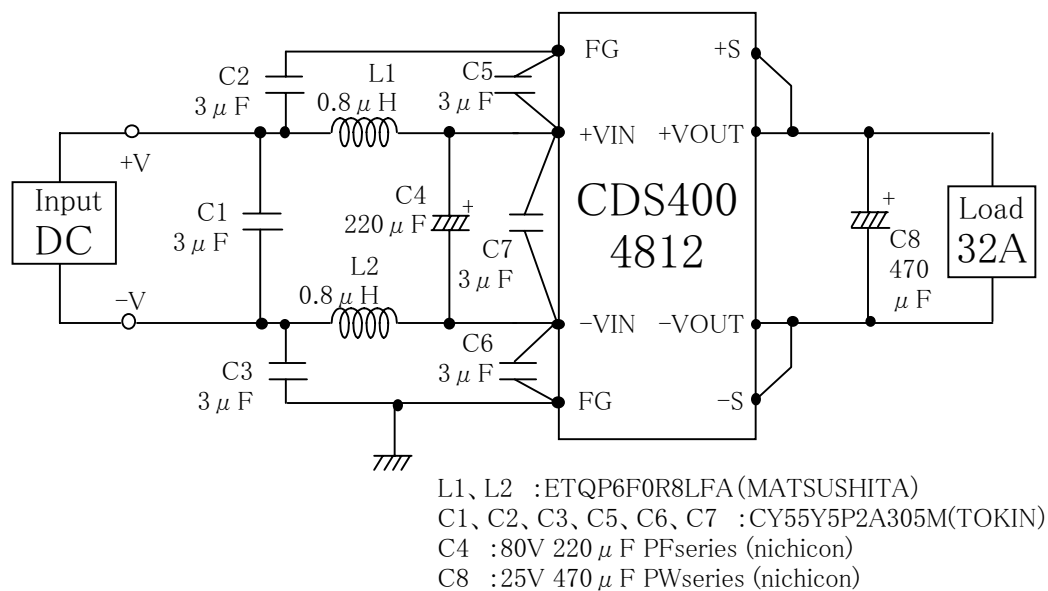 FG
+S
C2
3μF
L1
0.8μH
C5
3μF
+V
+VIN
+VOUT
Input
DC
C1
3μF
C4
220μF
+
C7
3μF
CDS400
4812
+
C8
470
μF
Load
32A
L2
0.8μH
−V
−VIN
−VOUT
C3
3μF
C6
3μF
FG
−S
L1、L2 :ETQP6F0R8LFA(MATSUSHITA)
C1、C2、C3、C5、C6、C7 :CY55Y5P2A305M(TOKIN)
C4 :80V 220μF PFseries (nichicon)
C8 :25V 470μF PWseries (nichicon)